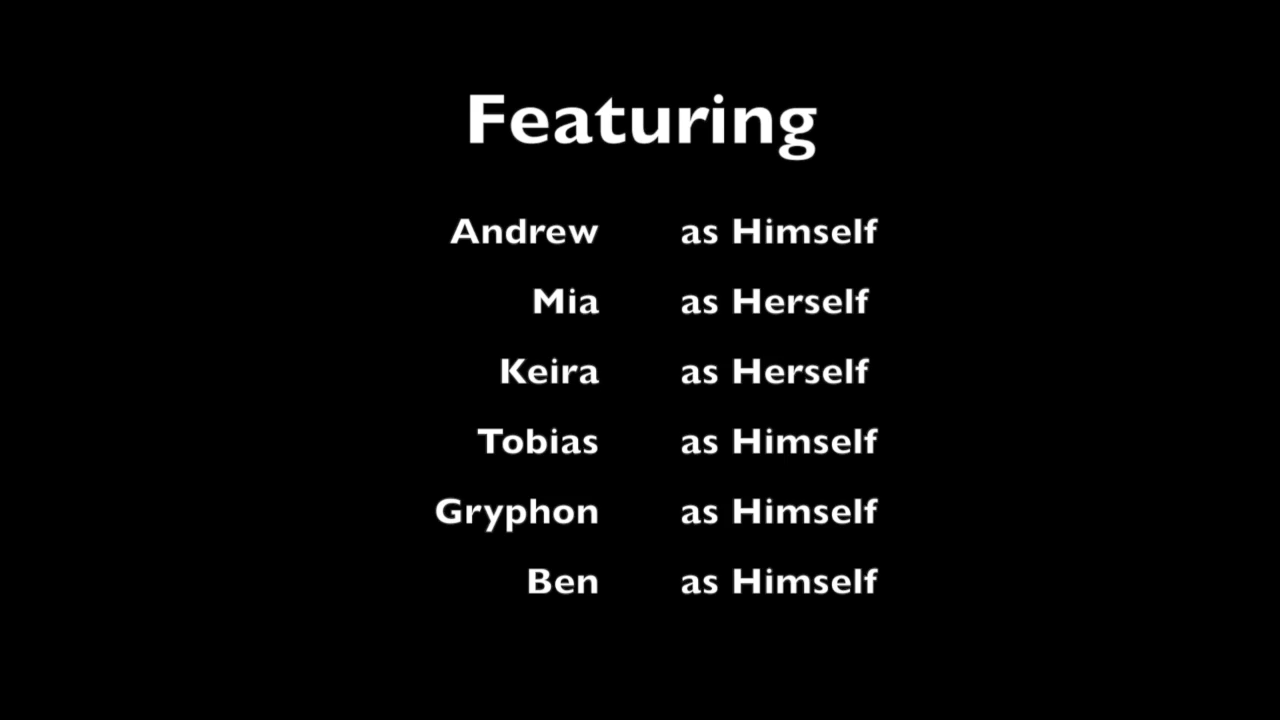 Featuring
Andrew as Himself
Mia as Herself
Keira as Herself
Tobias as Himself
Gryphon as Himself
Ben as Himself